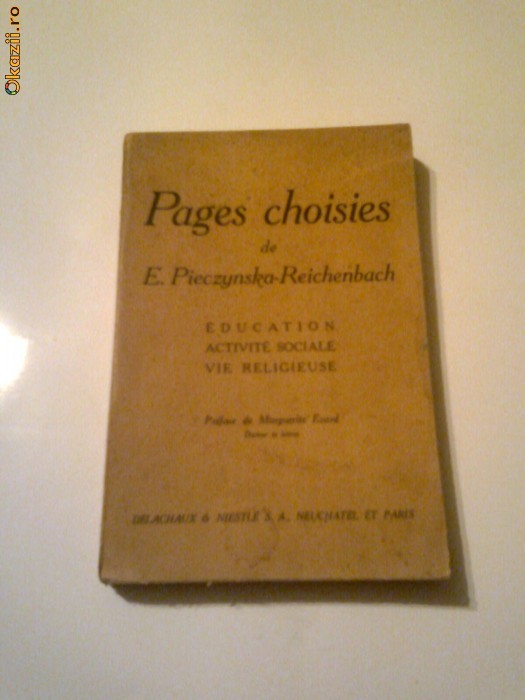 Okazii.ro
Pages choisies
de
E. Pieczynska-Reichenbach
ÉDUCATION
ACTIVITÉ SOCIALE
VIE RELIGIEUSE
Préface de Marguerite
DELACHAUX & NIESTLÉ S. A., NEUCHATEL ET PARIS